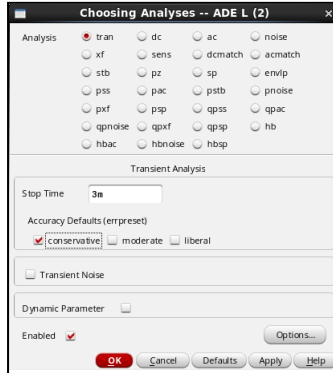 Choosing Analyses -- ADE L (2)
Analysis tran dc ac noise
xf sens dcmatch acmatch
stb pz sp envlp
pss pac pstb pnoise
pxf psp qpss qpac
qpnoise qpxf qpsp hb
hbac hbnoise hbsp
Transient Analysis
Stop Time 3m
Accuracy Defaults (errpreset)
conservative moderate liberal
Transient Noise
Dynamic Parameter
Enabled Options...
OK Cancel Defaults Apply Help